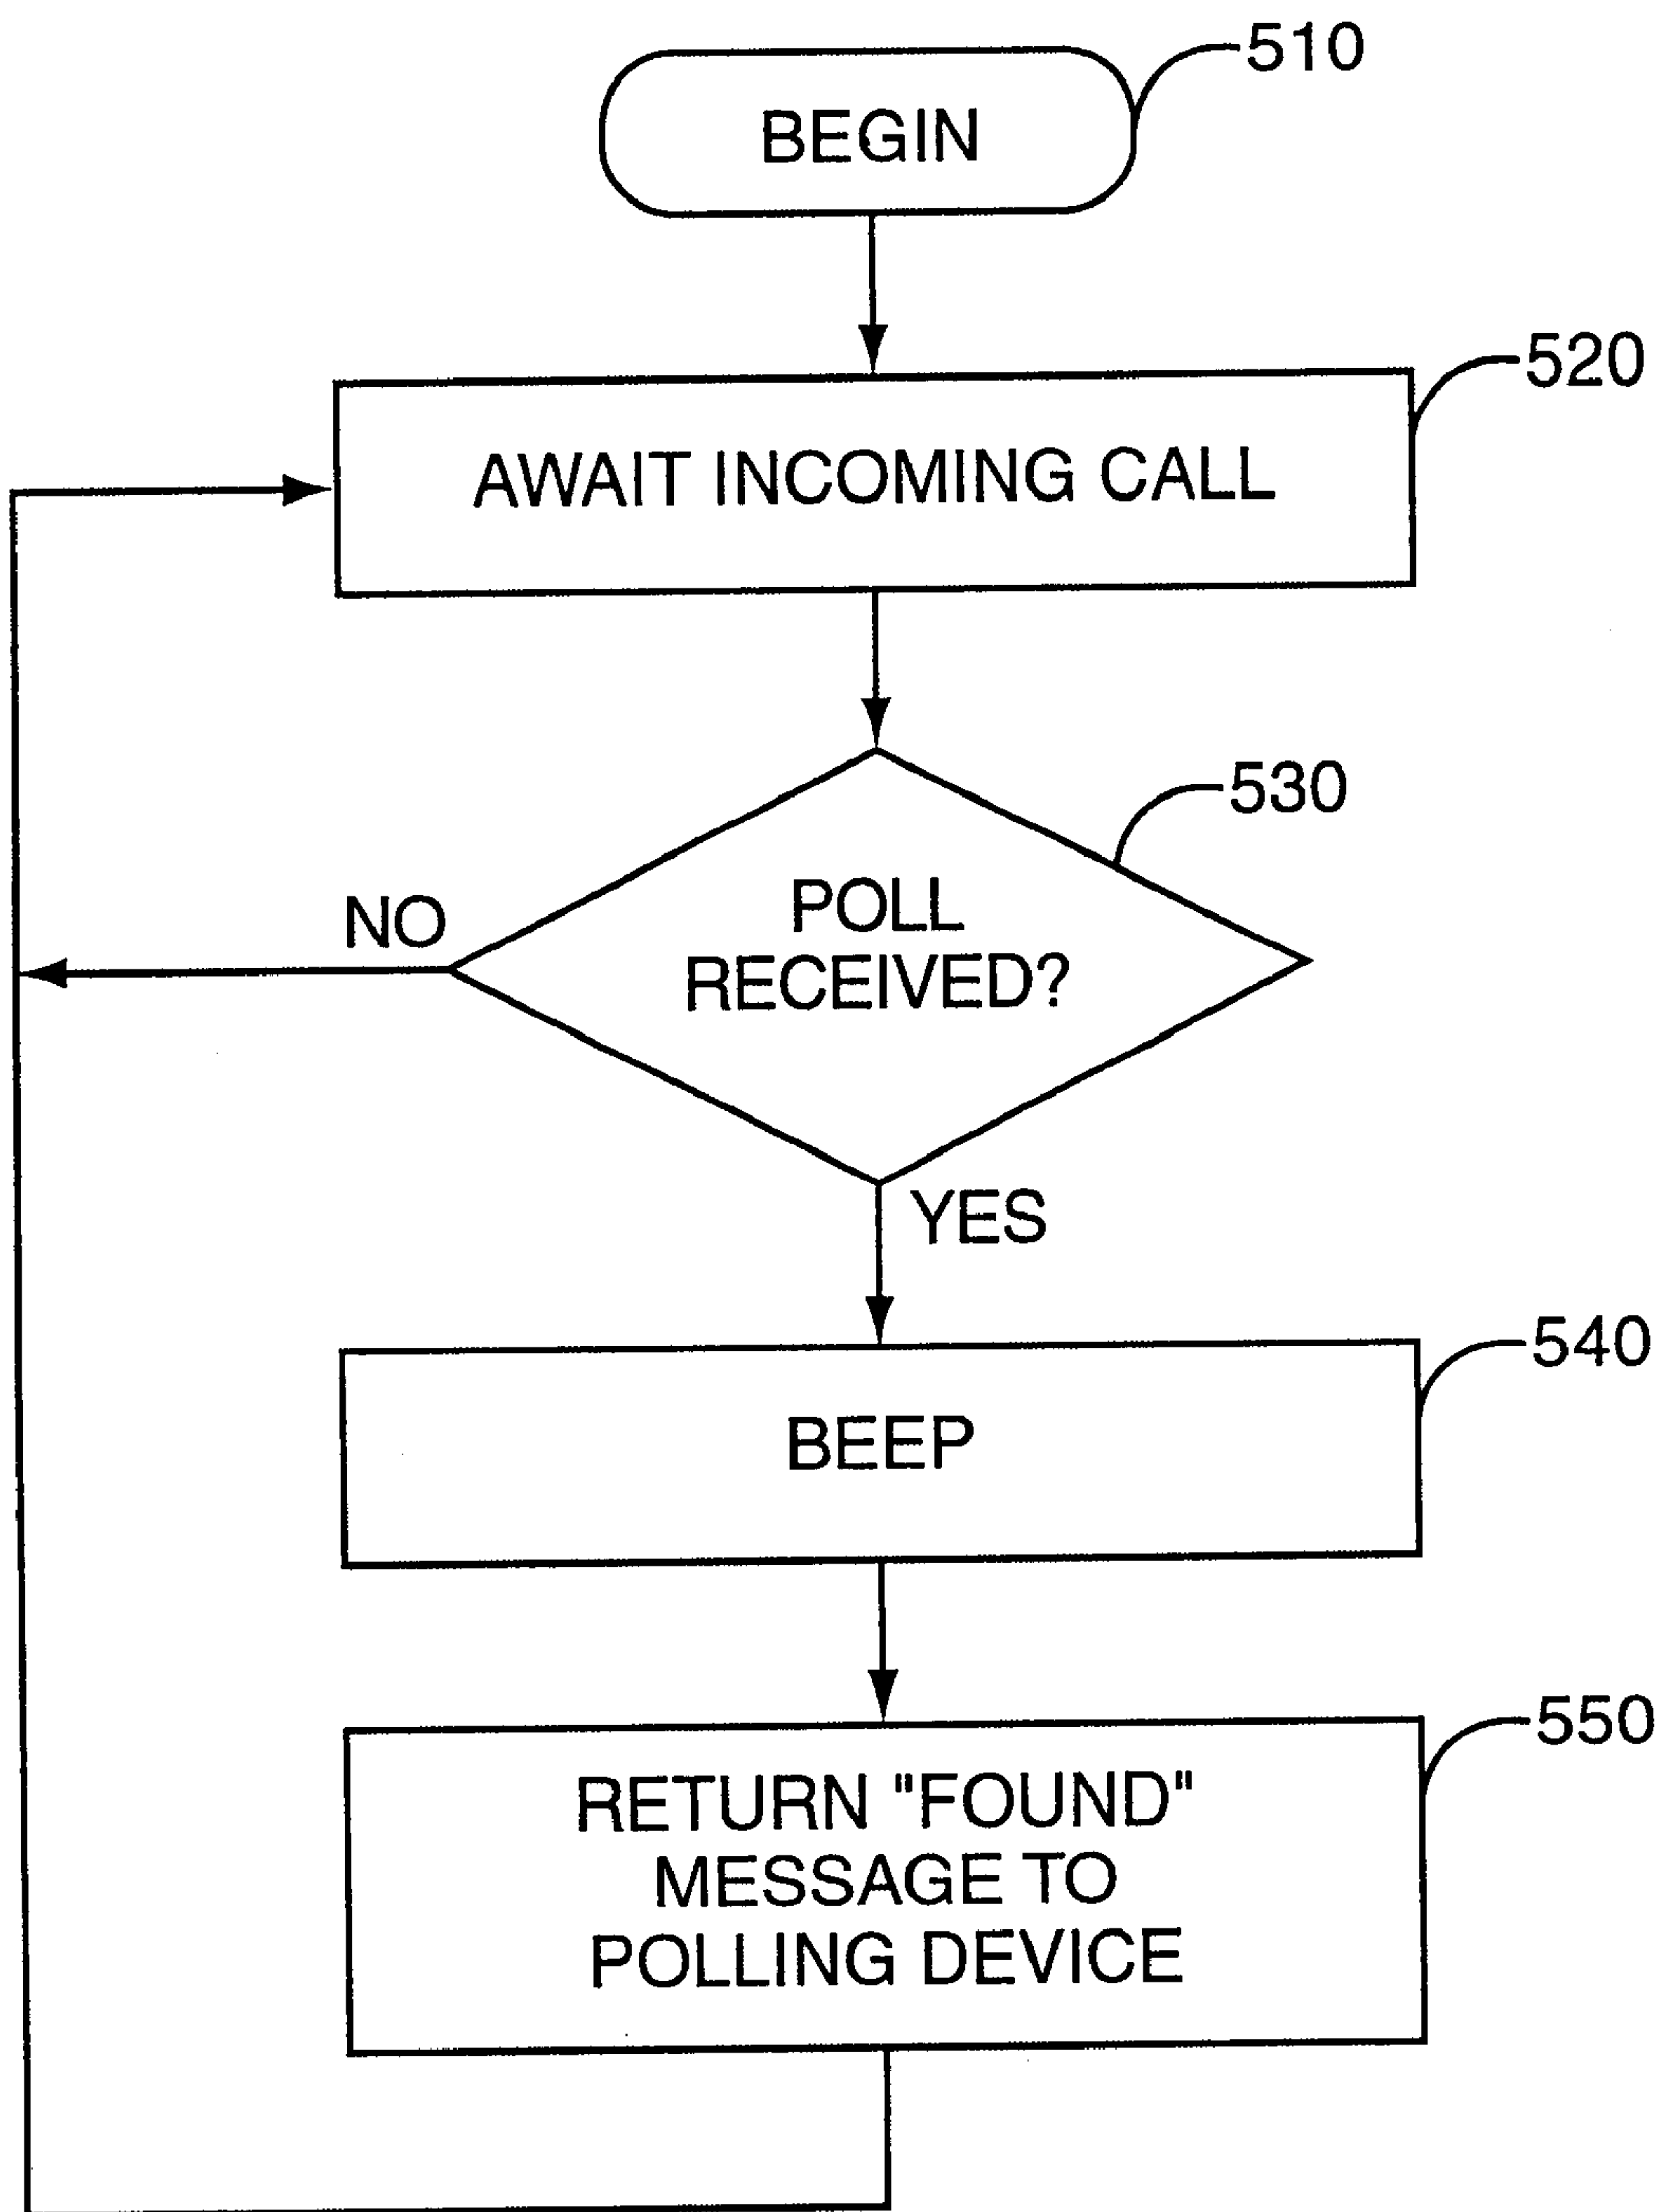 510
BEGIN
520
AWAIT INCOMING CALL
530
POLL
RECEIVED?
NO
YES
540
BEEP
550
RETURN "FOUND"
MESSAGE TO
POLLING DEVICE